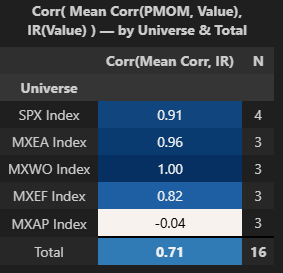 Corr( Mean Corr(PMOM, Value),
IR(Value) ) — by Universe & Total
Corr(Mean Corr, IR) N
Universe
SPX Index 0.91 4
MXEA Index 0.96 3
MXWO Index 1.00 3
MXEF Index 0.82 3
MXAP Index -0.04 3
Total 0.71 16